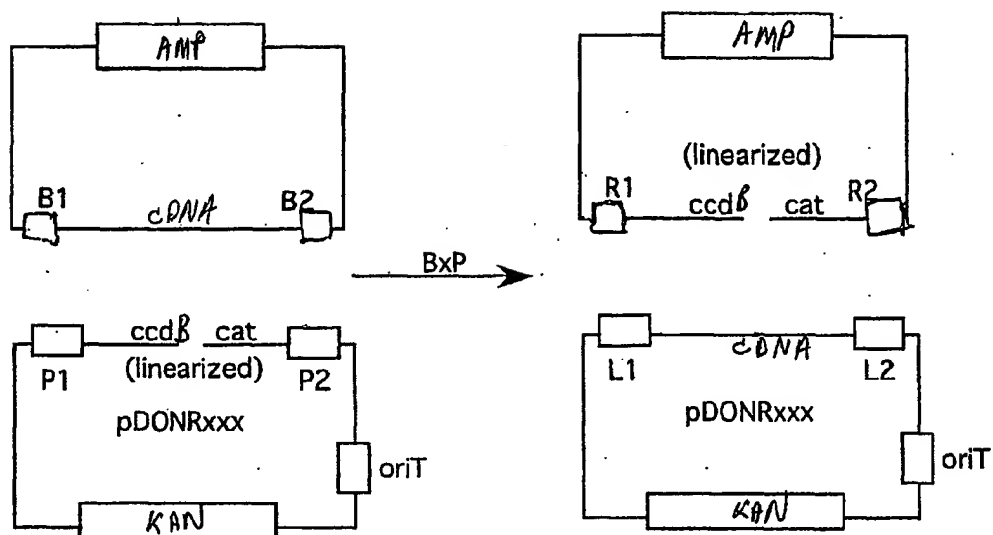 AMP
B1
cDNA
B2
BxP
AMP
(linearized)
R1
ccdB
cat
R2
ccdB
cat
P1
(linearized)
P2
pDONRxxx
oriT
KAN
L1
cDNA
L2
pDONRxxx
oriT
KAN